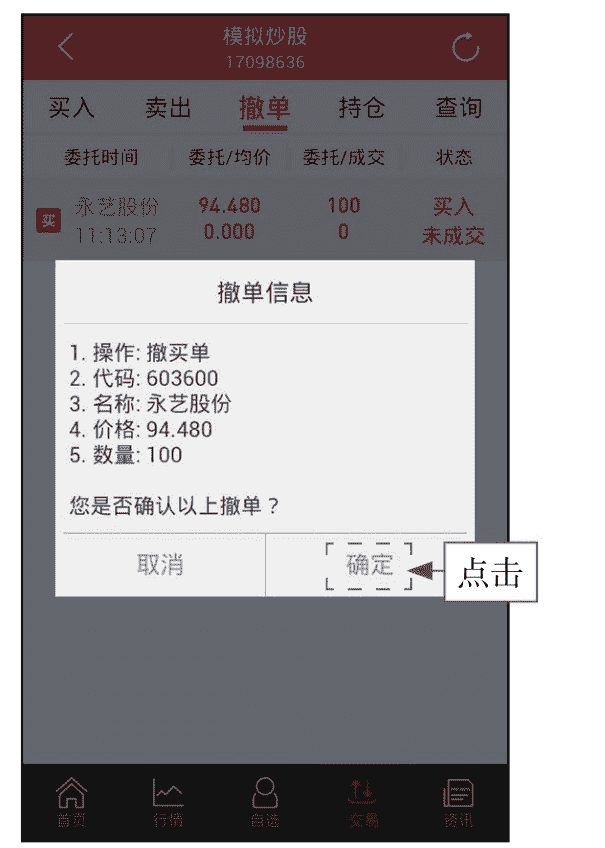 模拟炒股
17098636
买入 卖出 撤单 持仓 查询
委托时间 委托/均价 委托/成交 状态
买 永艺股份 94.480 100 买入
11:13:07 0.000 0 未成交
撤单信息
1. 操作: 撤买单
2. 代码: 603600
3. 名称: 永艺股份
4. 价格: 94.480
5. 数量: 100
您是否确认以上撤单？
取消 确定 点击
首页 行情 自选 交易 资讯